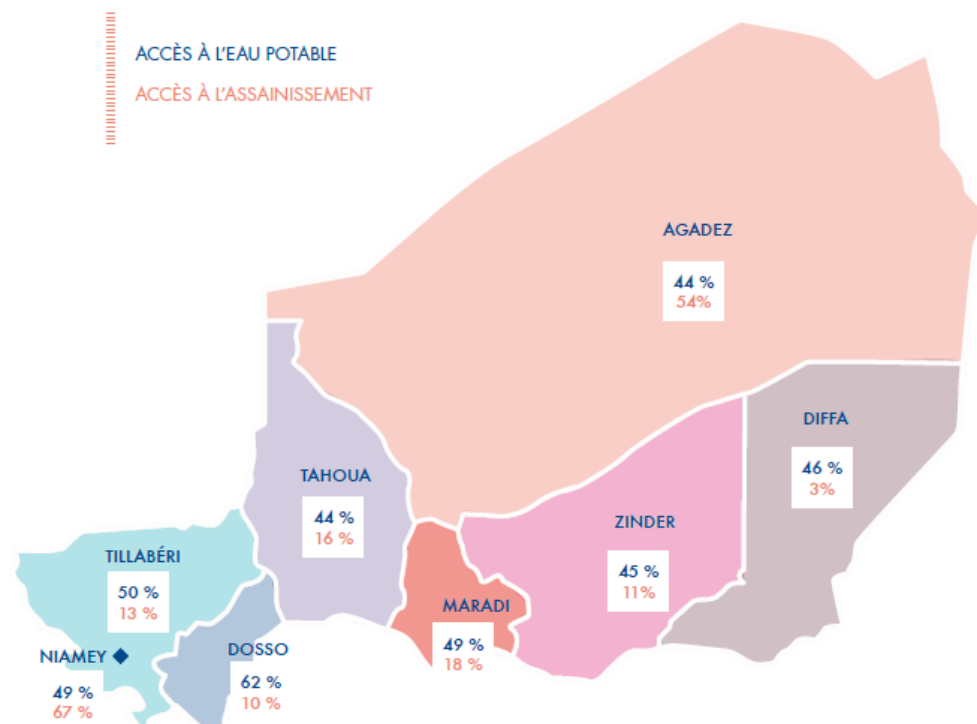 ACCÈS À L'EAU POTABLE
ACCÈS À L'ASSAINISSEMENT
AGADEZ
44 %
54%
DIFFA
46 %
3%
TAHOUA
44 %
16 %
ZINDER
45 %
11%
TILLABÉRI
50 %
13 %
MARADI
49 %
18 %
NIAMEY
49 %
67 %
DOSSO
62 %
10 %